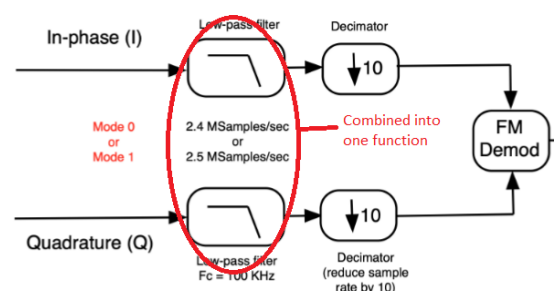 Low-pass filter
Decimator
In-phase (I)
10
Mode 0
or
Mode 1
2.4 MSamples/sec
or
2.5 MSamples/sec
Combined into
one function
FM
Demod
10
Quadrature (Q)
Low-pass filter
Fc = 100 KHz
Decimator
(reduce sample
rate by 10)